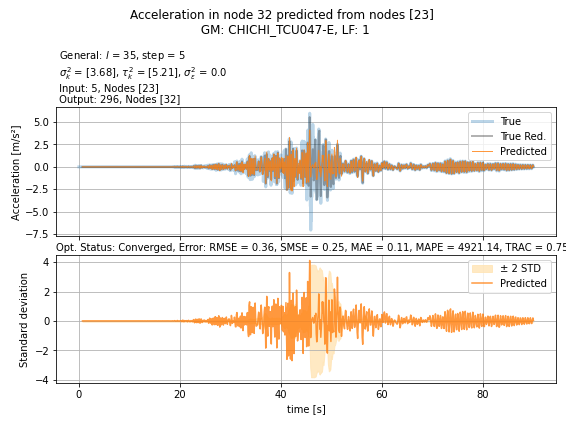 Acceleration in node 32 predicted from nodes [23]
GM: CHICHI_TCU047-E, LF: 1
General: l = 35, step = 5
σ²ₖ = [3.68], τ²ₖ = [5.21], σ²ε = 0.0
Input: 5, Nodes [23]
Output: 296, Nodes [32]
Acceleration [m/s²]
5.0
2.5
0.0
−2.5
−5.0
−7.5
True
True Red.
Predicted
Opt. Status: Converged, Error: RMSE = 0.36, SMSE = 0.25, MAE = 0.11, MAPE = 4921.14, TRAC = 0.75
Standard deviation
4
2
0
−2
−4
± 2 STD
Predicted
0
20
40
60
80
time [s]